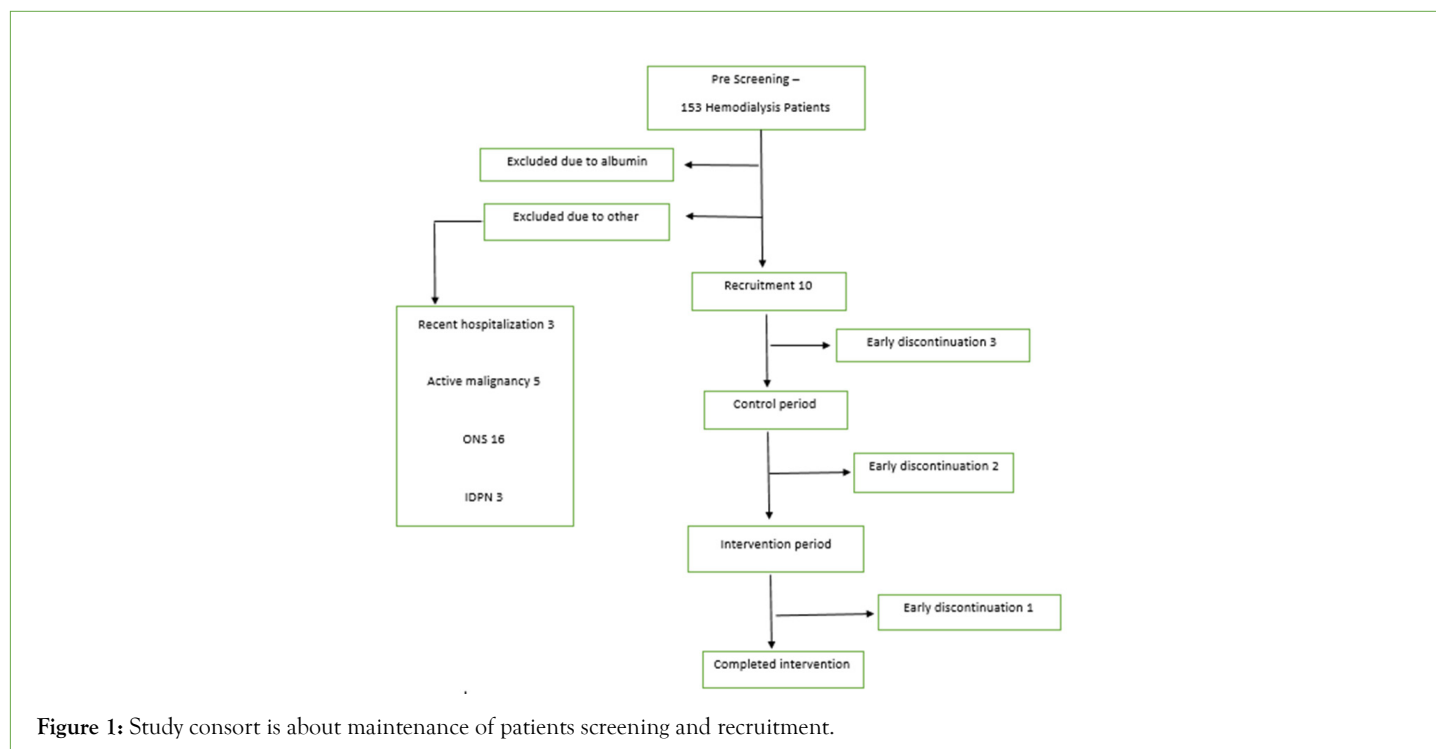 Pre Screening –
153 Hemodialysis Patients
Excluded due to albumin
Excluded due to other
Recruitment 10
Recent hospitalization 3
Active malignancy 5
ONS 16
IDPN 3
Early discontinuation 3
Control period
Early discontinuation 2
Intervention period
Early discontinuation 1
Completed intervention
Figure 1: Study consort is about maintenance of patients screening and recruitment.